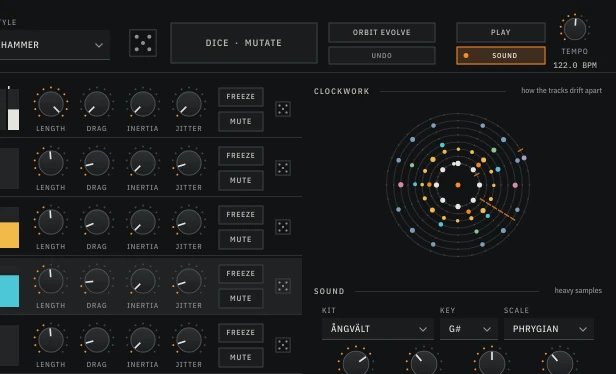 TYLE
HAMMER
DICE · MUTATE
ORBIT EVOLVE
UNDO
PLAY
SOUND
TEMPO
122.0 BPM
LENGTH DRAG INERTIA JITTER
FREEZE
MUTE
LENGTH DRAG INERTIA JITTER
FREEZE
MUTE
LENGTH DRAG INERTIA JITTER
FREEZE
MUTE
LENGTH DRAG INERTIA JITTER
FREEZE
MUTE
LENGTH DRAG INERTIA JITTER
FREEZE
MUTE
CLOCKWORK how the tracks drift apart
SOUND heavy samples
KIT KEY SCALE
ÅNGVÄLT G# PHRYGIAN